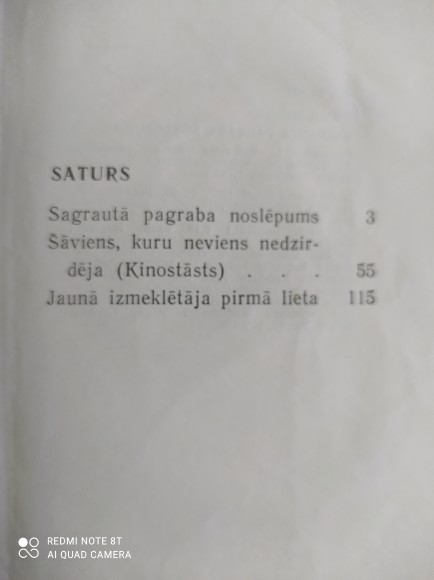 SATURS
Sagrautā pagraba noslēpums 3
Šāviens, kuru neviens nedzir-
dēja (Kinostāsts) . . . 55
Jaunā izmeklētāja pirmā lieta 115
REDMI NOTE 8T
AI QUAD CAMERA